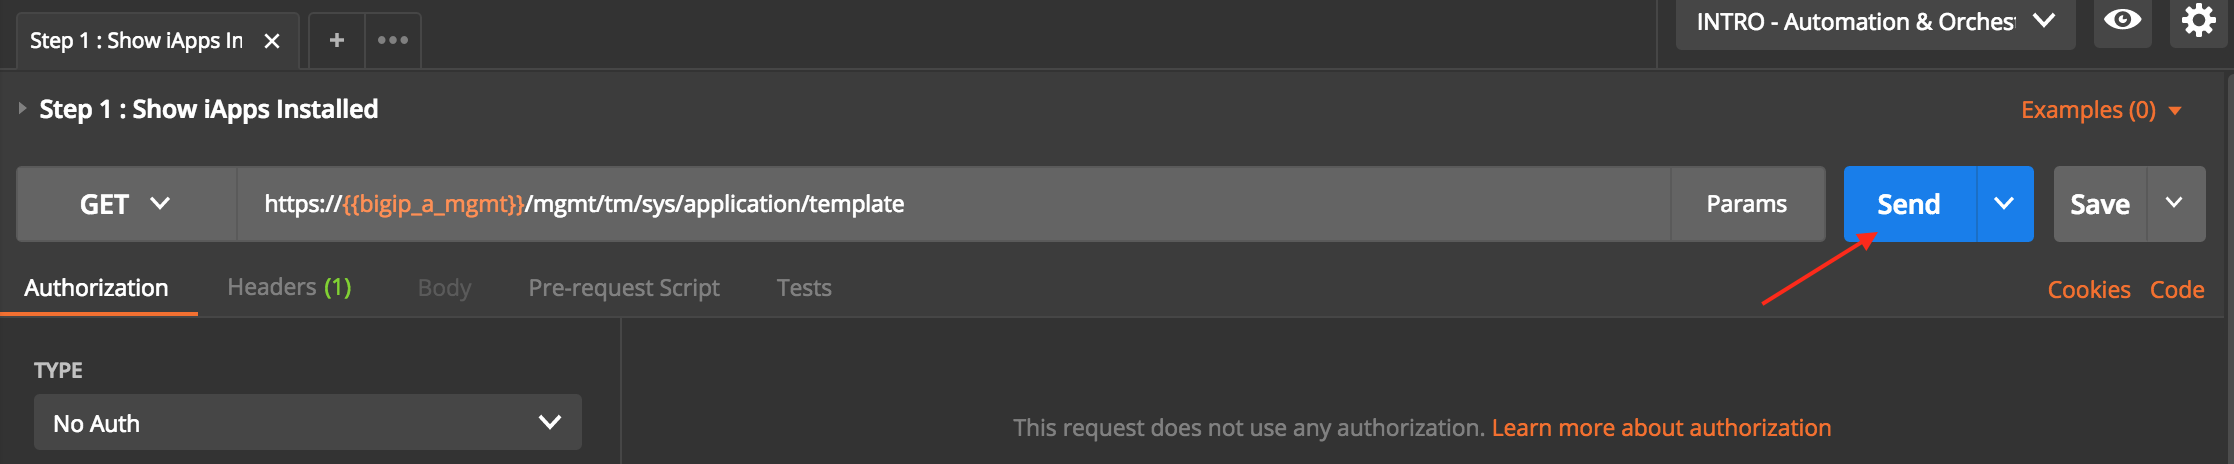 Step 1 : Show iApps In
INTRO - Automation & Orches
Step 1 : Show iApps Installed
Examples (0)
GET
https://{{bigip_a_mgmt}}/mgmt/tm/sys/application/template
Params
Send
Save
Authorization
Headers (1)
Body
Pre-request Script
Tests
Cookies
Code
TYPE
No Auth
This request does not use any authorization. Learn more about authorization